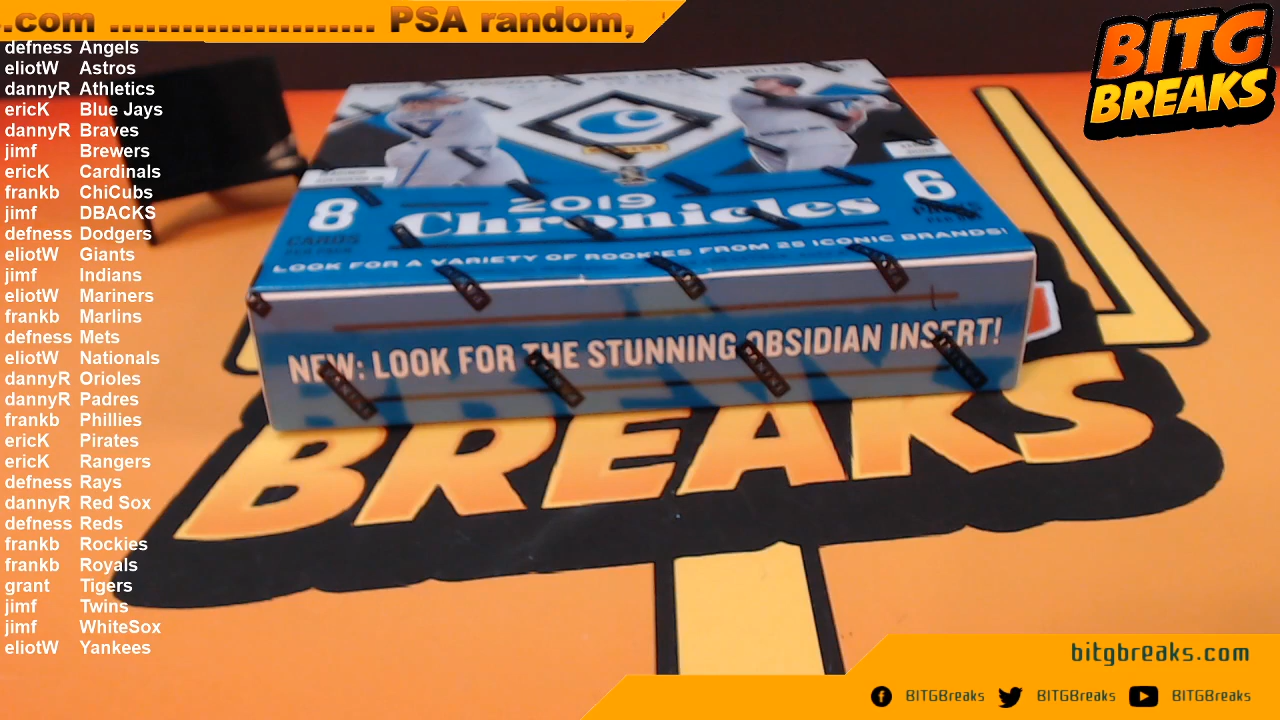 s.com ...................... PSA random,
BITG
BREAKS
defness Angels
eliotW Astros
dannyR Athletics
ericK Blue Jays
dannyR Braves
jimf Brewers
ericK Cardinals
frankb ChiCubs
jimf DBACKS
defness Dodgers
eliotW Giants
jimf Indians
eliotW Mariners
frankb Marlins
defness Mets
eliotW Nationals
dannyR Orioles
dannyR Padres
frankb Phillies
ericK Pirates
ericK Rangers
defness Rays
dannyR Red Sox
defness Reds
frankb Rockies
frankb Royals
grant Tigers
jimf Twins
jimf WhiteSox
eliotW Yankees
8
CARDS
6
2019
Chronicles
LOOK FOR A VARIETY OF ROOKIES FROM 25 ICONIC BRANDS!
NEW: LOOK FOR THE STUNNING OBSIDIAN INSERT!
BREAKS
bitgbreaks.com
BITGBreaks BITGBreaks BITGBreaks